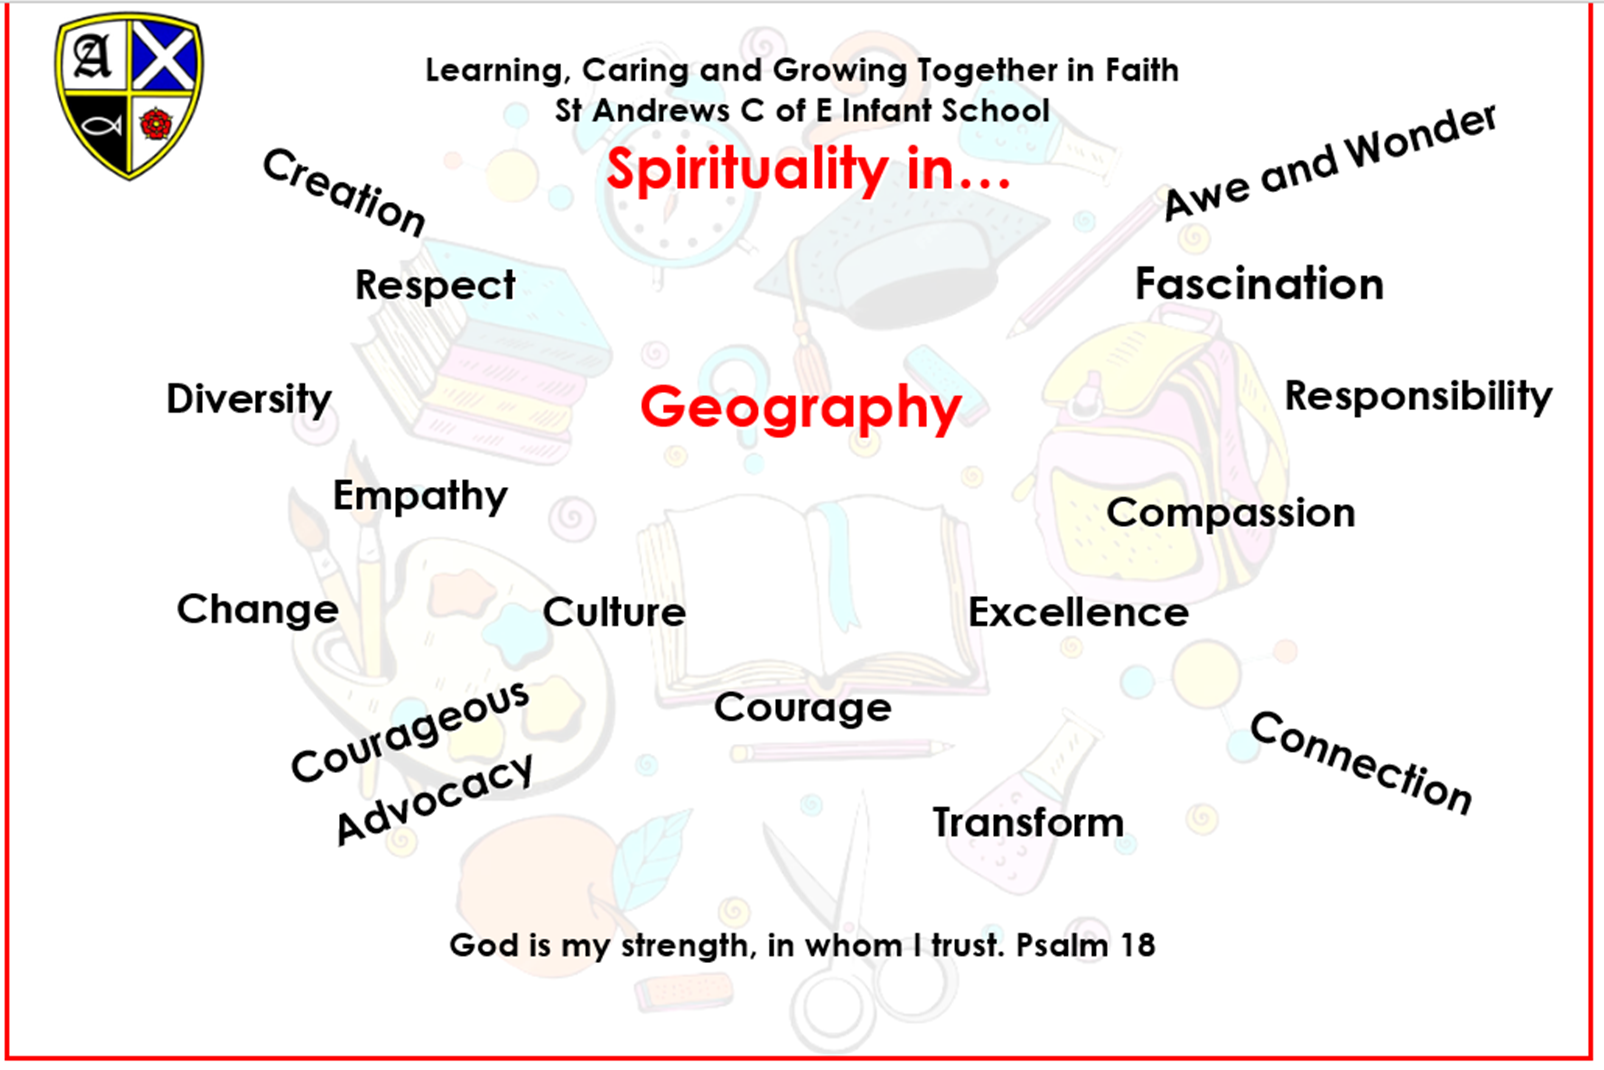 A
Learning, Caring and Growing Together in Faith
St Andrews C of E Infant School
Spirituality in…
Creation
Awe and Wonder
Respect
Fascination
Diversity
Geography
Responsibility
Empathy
Compassion
Change
Culture
Excellence
Courageous
Advocacy
Courage
Connection
Transform
God is my strength, in whom I trust. Psalm 18